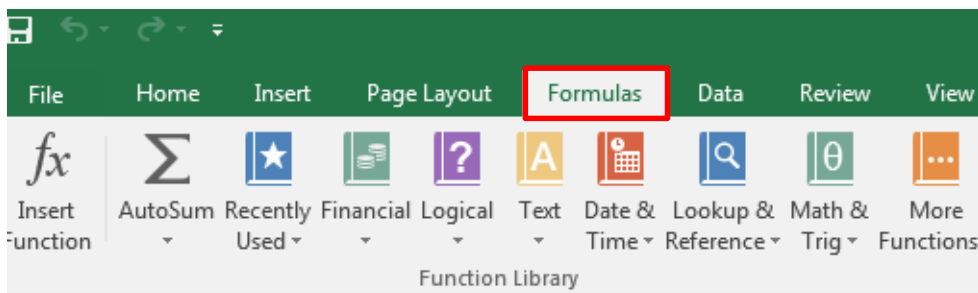 File Home Insert Page Layout Formulas Data Review View
fx Σ ? A θ
Insert AutoSum Recently Financial Logical Text Date & Lookup & Math & More
Function Used Time Reference Trig Functions
Function Library